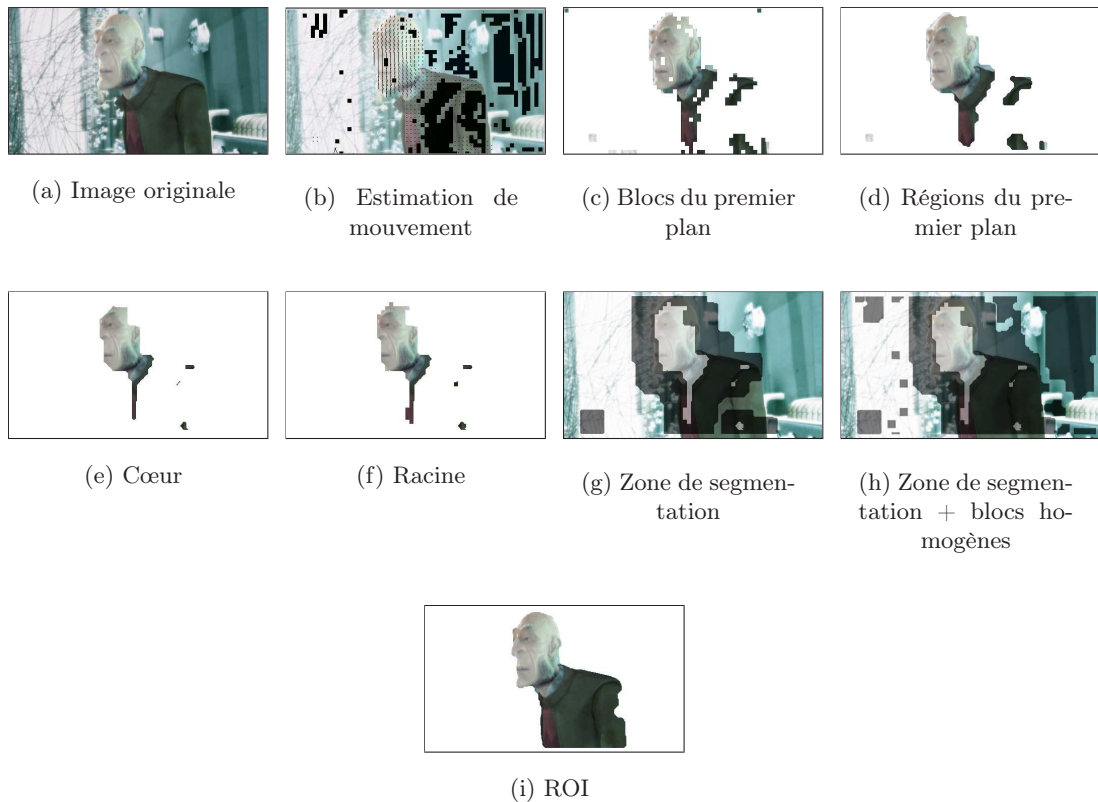 (a) Image originale
(b) Estimation de
mouvement
(c) Blocs du premier
plan
(d) Régions du pre-
mier plan
(e) Cœur
(f) Racine
(g) Zone de segmen-
tation
(h) Zone de segmen-
tation + blocs ho-
mogènes
(i) ROI